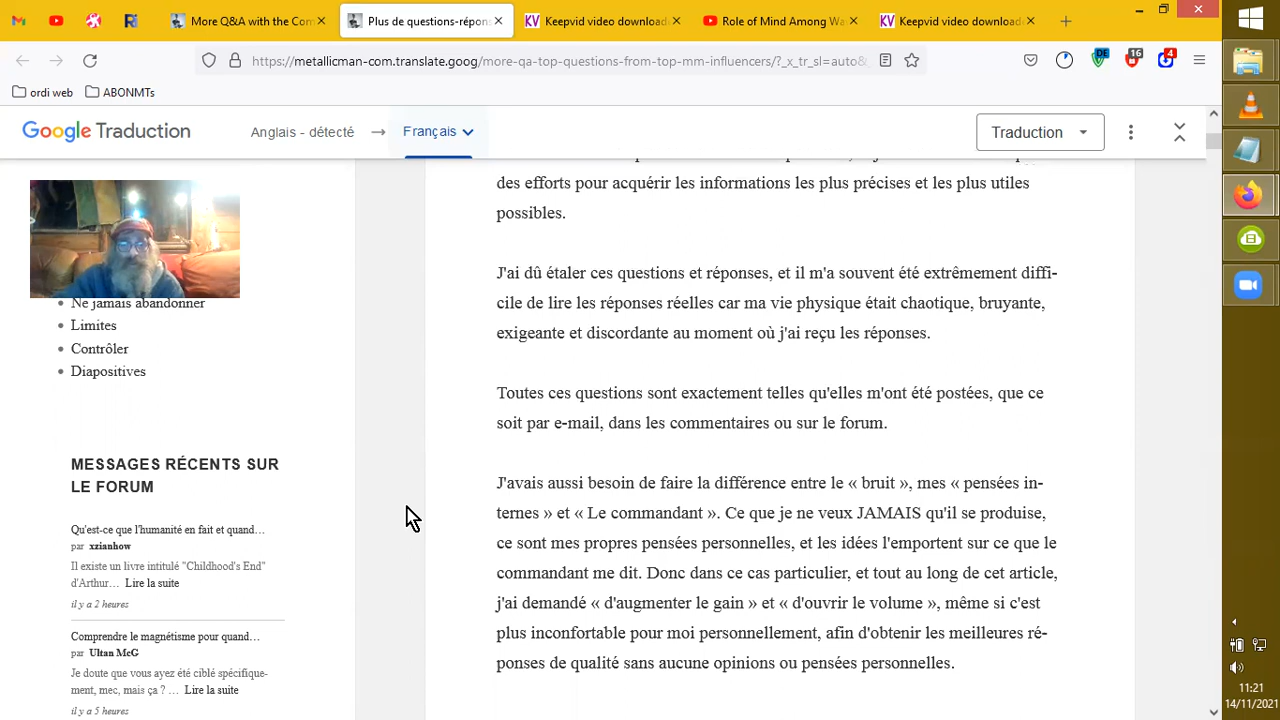 More Q&A with the Com
Plus de questions-répon
Keepvid video download
Role of Mind Among Wa
Keepvid video download
https://metallicman-com.translate.goog/more-qa-top-questions-from-top-mm-influencers/?_x_tr_sl=auto&
DE
16
4
ordi web
ABONMTs
Google Traduction
Anglais - détecté
Français
Traduction
Ne jamais abandonner
Limites
Contrôler
Diapositives
MESSAGES RÉCENTS SUR
LE FORUM
Qu'est-ce que l'humanité en fait et quand…
par xzianhow
Il existe un livre intitulé "Childhood's End"
d'Arthur… Lire la suite
il y a 2 heures
Comprendre le magnétisme pour quand…
par Ultan McG
Je doute que vous ayez été ciblé spécifique-
ment, mec, mais ça ? … Lire la suite
il y a 5 heures
des efforts pour acquérir les informations les plus précises et les plus utiles
possibles.
J'ai dû étaler ces questions et réponses, et il m'a souvent été extrêmement diffi-
cile de lire les réponses réelles car ma vie physique était chaotique, bruyante,
exigeante et discordante au moment où j'ai reçu les réponses.
Toutes ces questions sont exactement telles qu'elles m'ont été postées, que ce
soit par e-mail, dans les commentaires ou sur le forum.
J'avais aussi besoin de faire la différence entre le « bruit », mes « pensées in-
ternes » et « Le commandant ». Ce que je ne veux JAMAIS qu'il se produise,
ce sont mes propres pensées personnelles, et les idées l'emportent sur ce que le
commandant me dit. Donc dans ce cas particulier, et tout au long de cet article,
j'ai demandé « d'augmenter le gain » et « d'ouvrir le volume », même si c'est
plus inconfortable pour moi personnellement, afin d'obtenir les meilleures ré-
ponses de qualité sans aucune opinions ou pensées personnelles.
11:21
14/11/2021